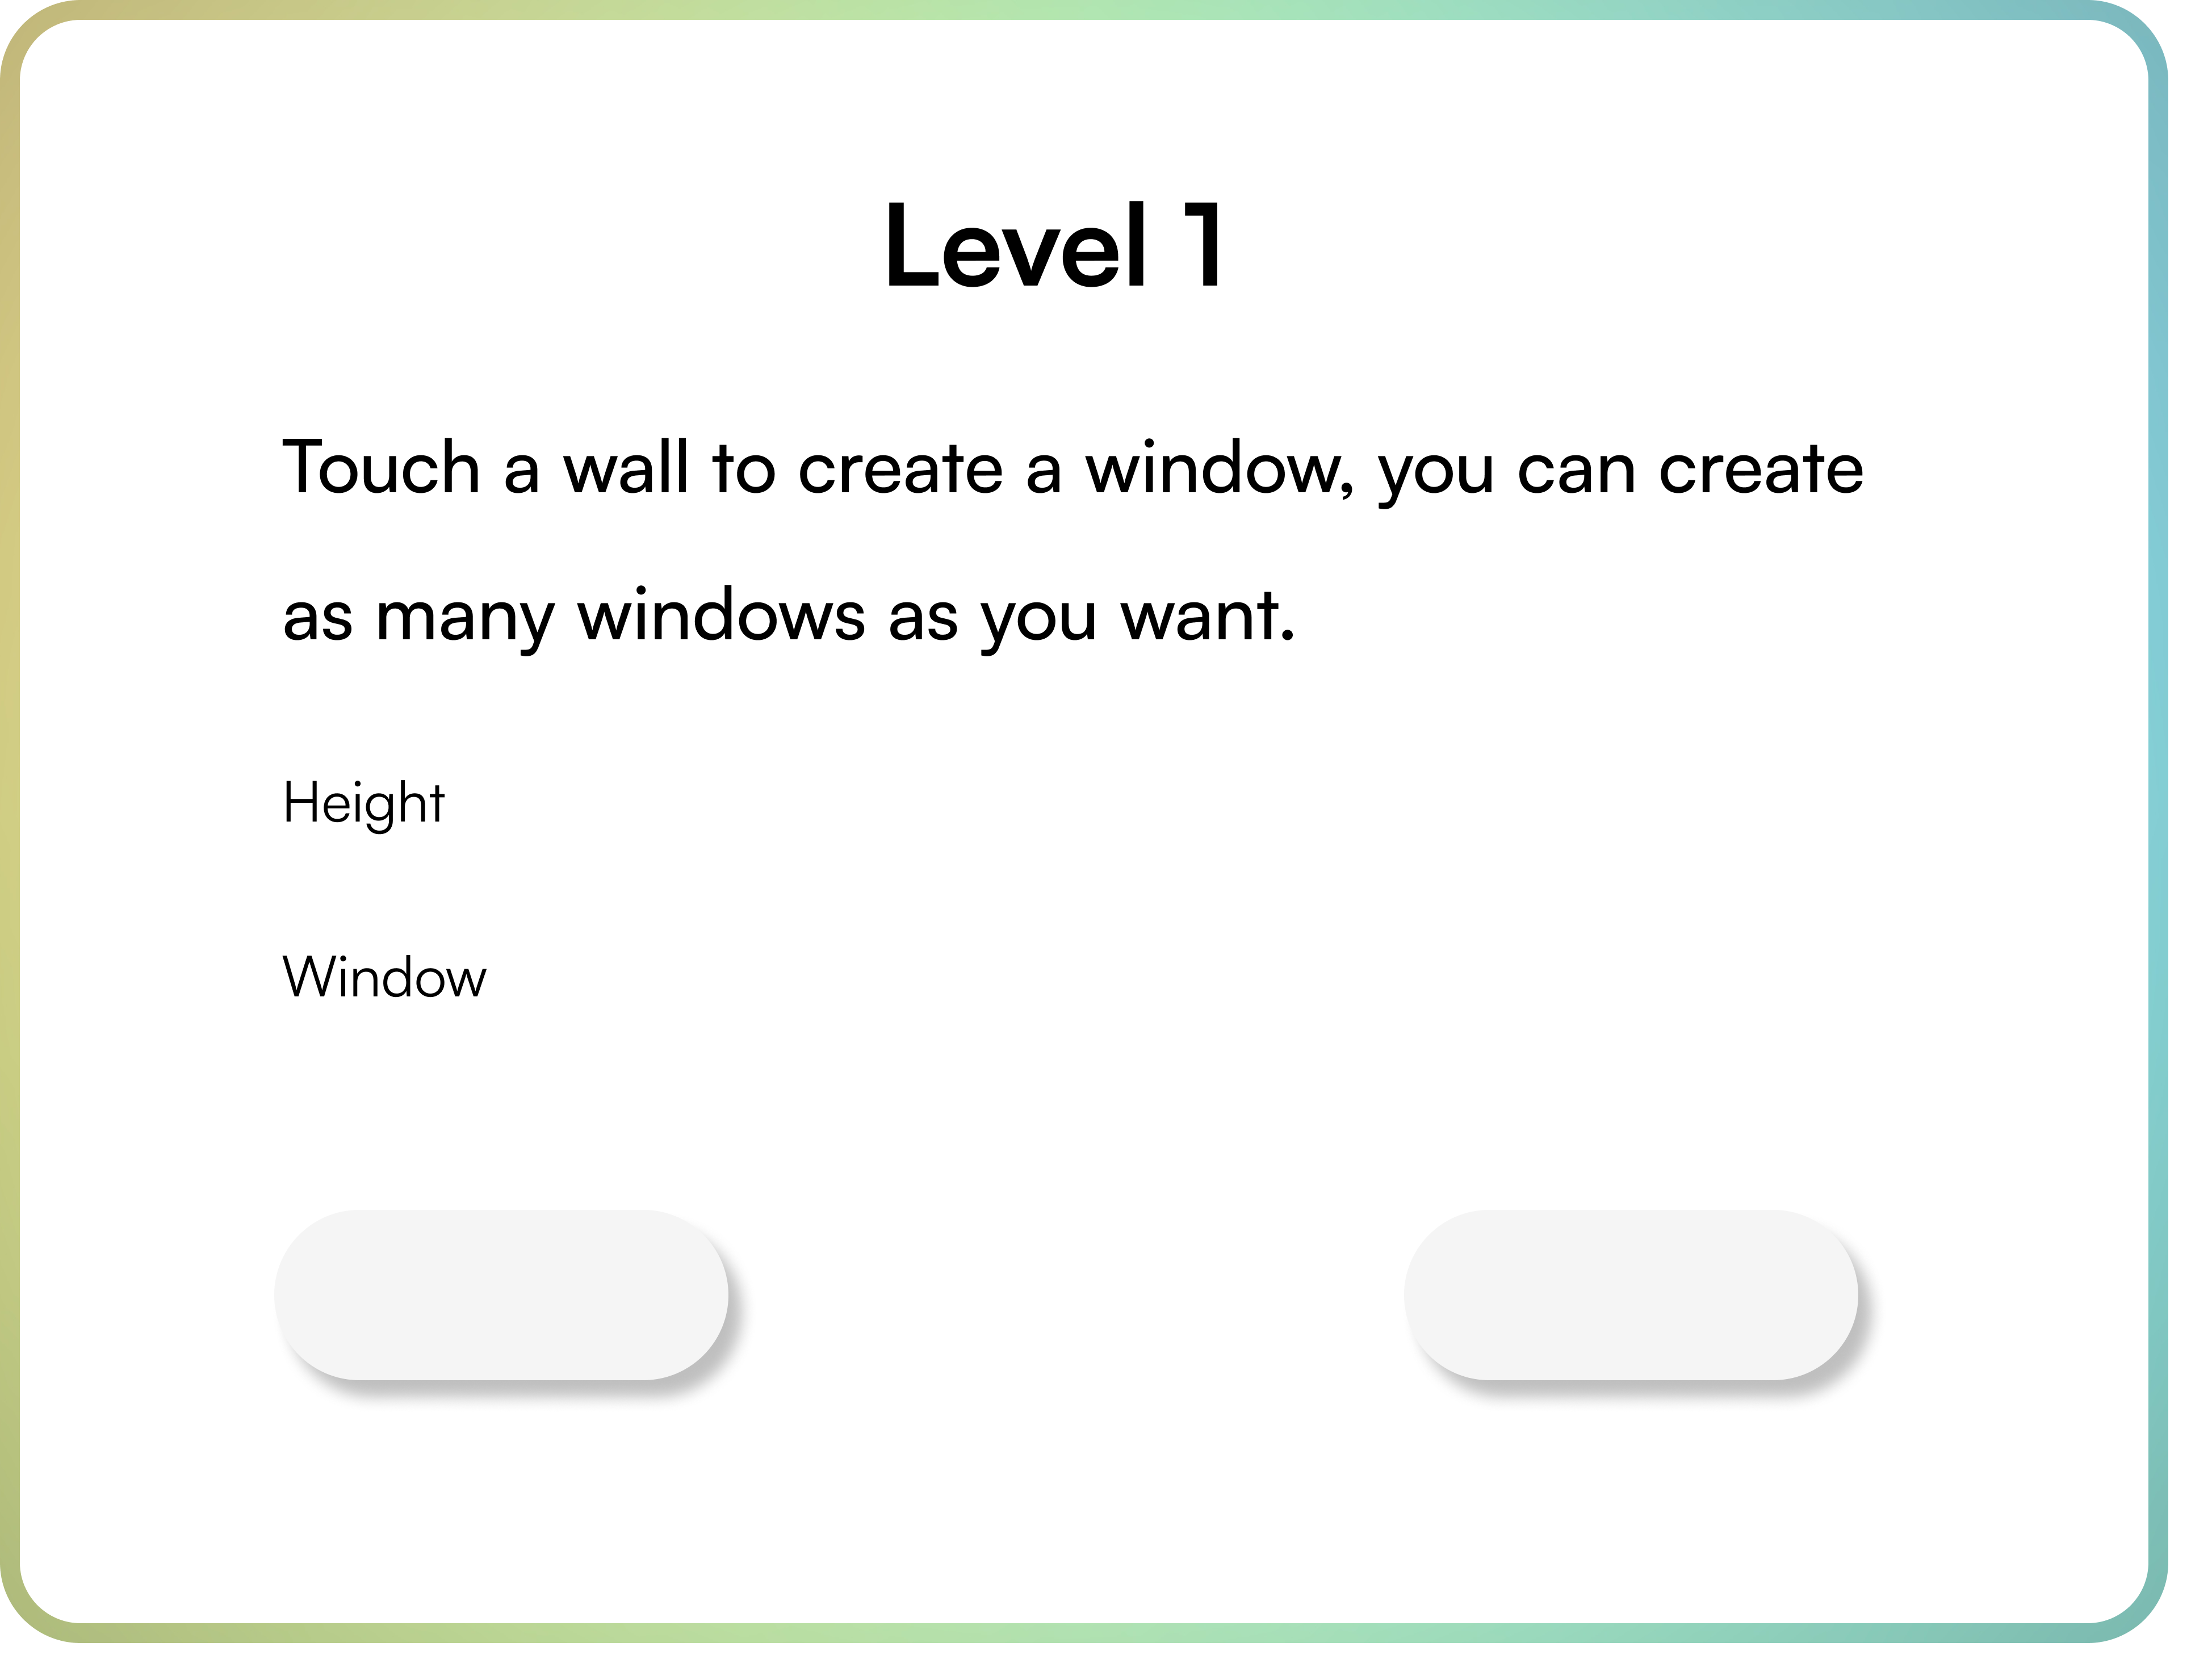 Level 1
Touch a wall to create a window, you can create
as many windows as you want.
Height
Window